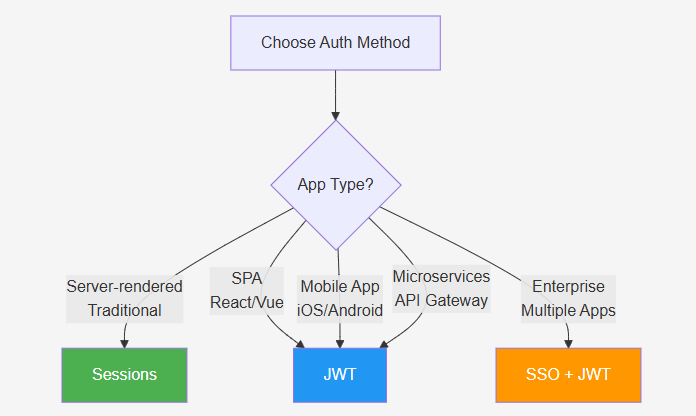 Choose Auth Method
App Type?
Server-rendered
Traditional
SPA
React/Vue
Mobile App
iOS/Android
Microservices
API Gateway
Enterprise
Multiple Apps
Sessions
JWT
SSO + JWT